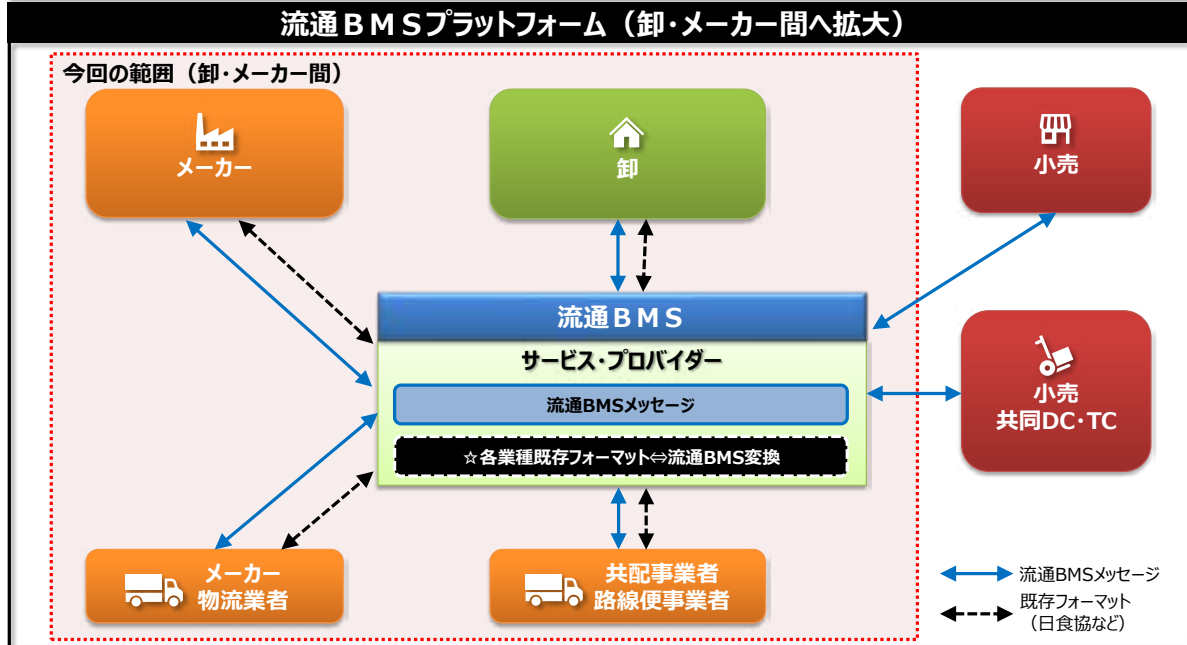 流通BMSプラットフォーム（卸・メーカー間へ拡大）
今回の範囲（卸・メーカー間）
メーカー
卸
小売
流通BMS
サービス・プロバイダー
流通BMSメッセージ
☆各業種既存フォーマット⇔流通BMS変換
小売
共同DC・TC
メーカー
物流業者
共配事業者
路線便事業者
流通BMSメッセージ
既存フォーマット
（日食協など）